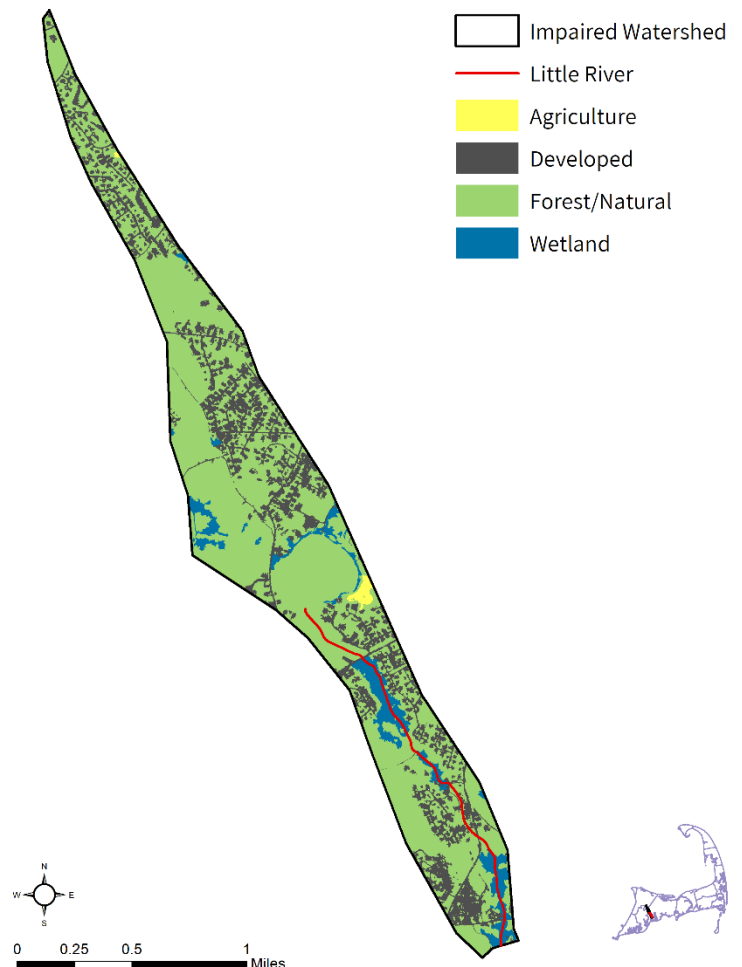 Impaired Watershed
Little River
Agriculture
Developed
Forest/Natural
Wetland
N
W E
S
0 0.25 0.5 1
Miles